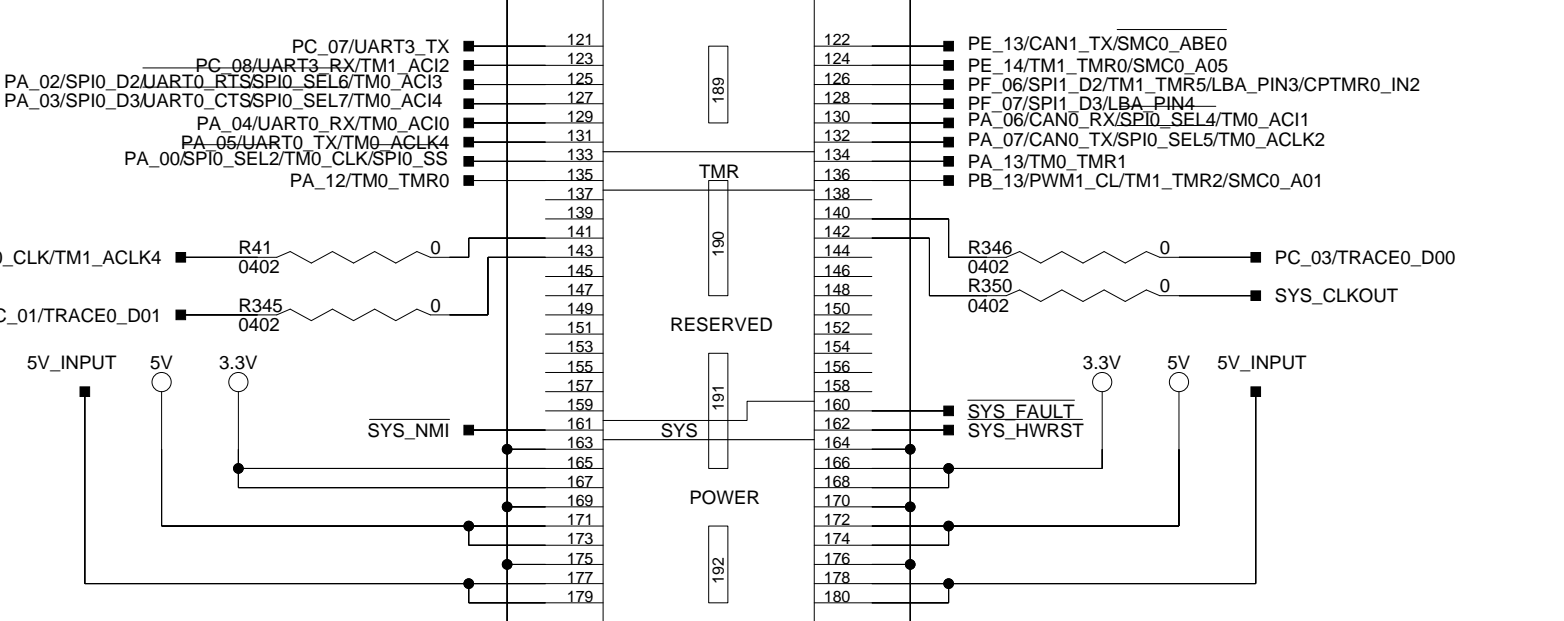 PC_07/UART3_TX 121 122 PE_13/CAN1_TX/SMC0_ABE0
PC_08/UART3_RX/TM1_ACI2 123 124 PE_14/TM1_TMR0/SMC0_A05
PA_02/SPI0_D2/UART0_RTS/SPI0_SEL6/TM0_ACI3 125 126 PF_06/SPI1_D2/TM1_TMR5/LBA_PIN3/CPTMR0_IN2
189
PA_03/SPI0_D3/UART0_CTS/SPI0_SEL7/TM0_ACI4 127 128 PF_07/SPI1_D3/LBA_PIN4
PA_04/UART0_RX/TM0_ACI0 129 130 PA_06/CAN0_RX/SPI0_SEL4/TM0_ACI1
PA_05/UART0_TX/TM0_ACLK4 131 132 PA_07/CAN0_TX/SPI0_SEL5/TM0_ACLK2
PA_00/SPI0_SEL2/TM0_CLK/SPI0_SS 133 134 PA_13/TM0_TMR1
TMR
PA_12/TM0_TMR0 135 136 PB_13/PWM1_CL/TM1_TMR2/SMC0_A01
137 138
139 140
141 190 142
0_CLK/TM1_ACLK4 R41 0 143 144 R346 0 PC_03/TRACE0_D00
0402 0402
145 146
147 148 R350 0 SYS_CLKOUT
0402
C_01/TRACE0_D01 R345 0 149 150
0402
RESERVED
151 152
153 154
5V_INPUT 5V 3.3V 155 156 3.3V 5V 5V_INPUT
157 158
191
159 160 SYS_FAULT
SYS_NMI 161 SYS 162 SYS_HWRST
163 164
165 166
167 168
POWER
169 170
171 172
173 174
175 192 176
177 178
179 180